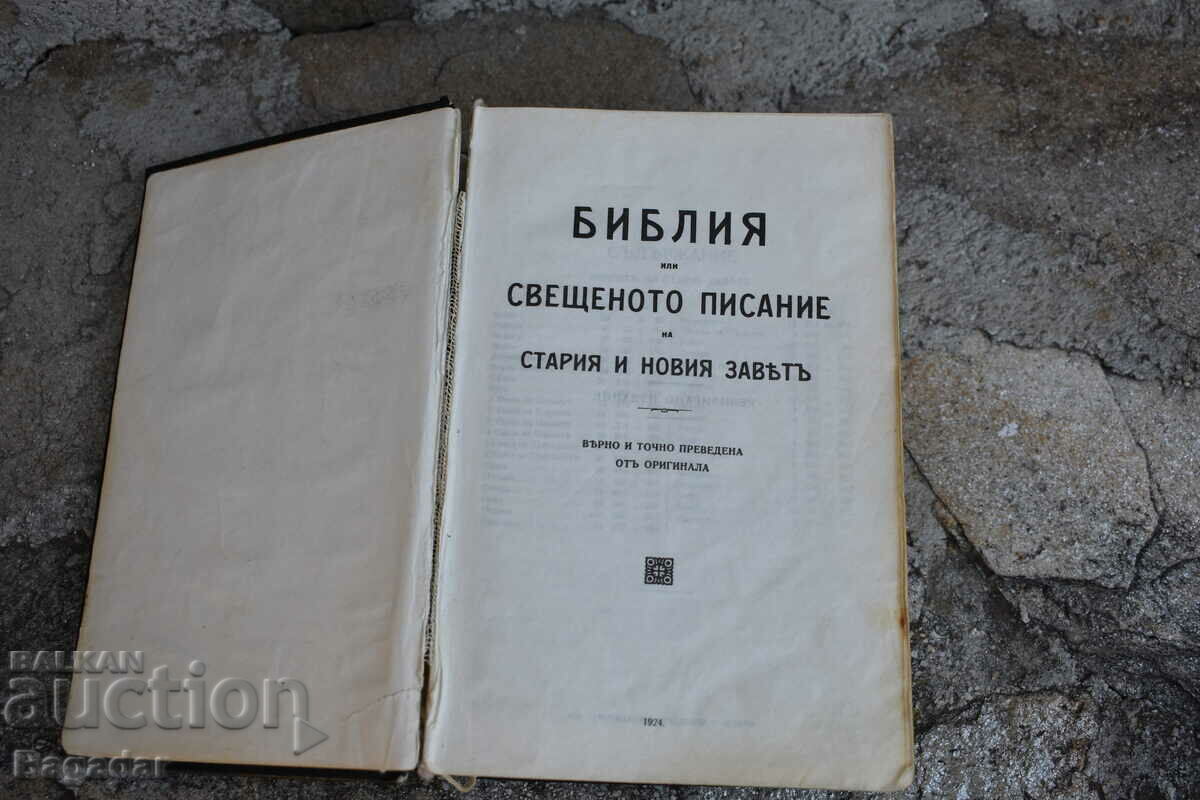 БИБЛИЯ
или
СВЕЩЕНОТО ПИСАНИЕ
НА
СТАРИЯ И НОВИЯ ЗАВѢТЪ
ВѢРНО И ТОЧНО ПРЕВЕДЕНА
ОТЪ ОРИГИНАЛА
1924.
BALKAN
auction
Bagadar